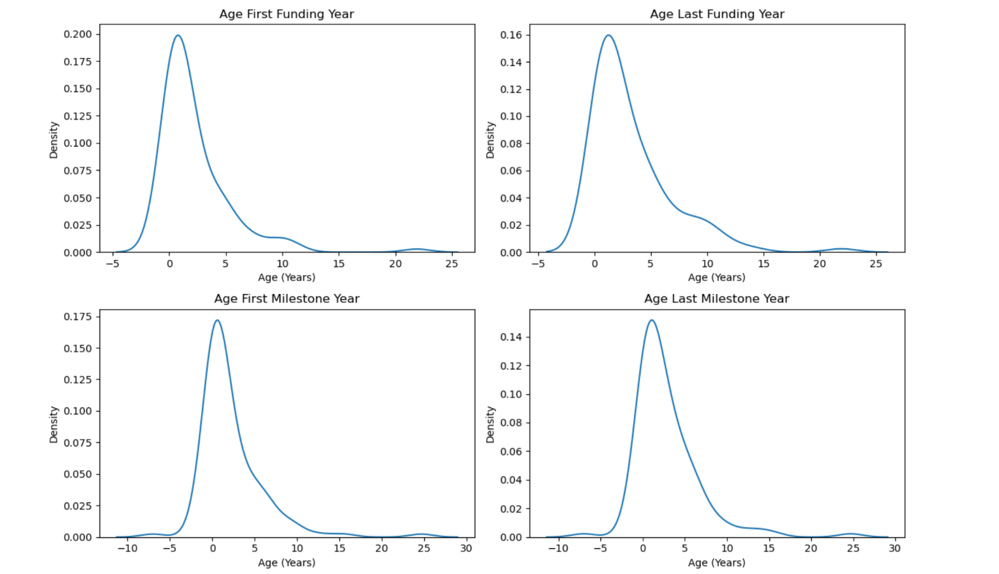 Age First Funding Year
Age Last Funding Year
0.200
0.175
0.150
0.125
0.100
0.075
0.050
0.025
0.000
Density
−5 0 5 10 15 20 25
Age (Years)
0.16
0.14
0.12
0.10
0.08
0.06
0.04
0.02
0.00
Density
−5 0 5 10 15 20 25
Age (Years)
Age First Milestone Year
Age Last Milestone Year
0.175
0.150
0.125
0.100
0.075
0.050
0.025
0.000
Density
−10 −5 0 5 10 15 20 25 30
Age (Years)
0.14
0.12
0.10
0.08
0.06
0.04
0.02
0.00
Density
−10 −5 0 5 10 15 20 25 30
Age (Years)